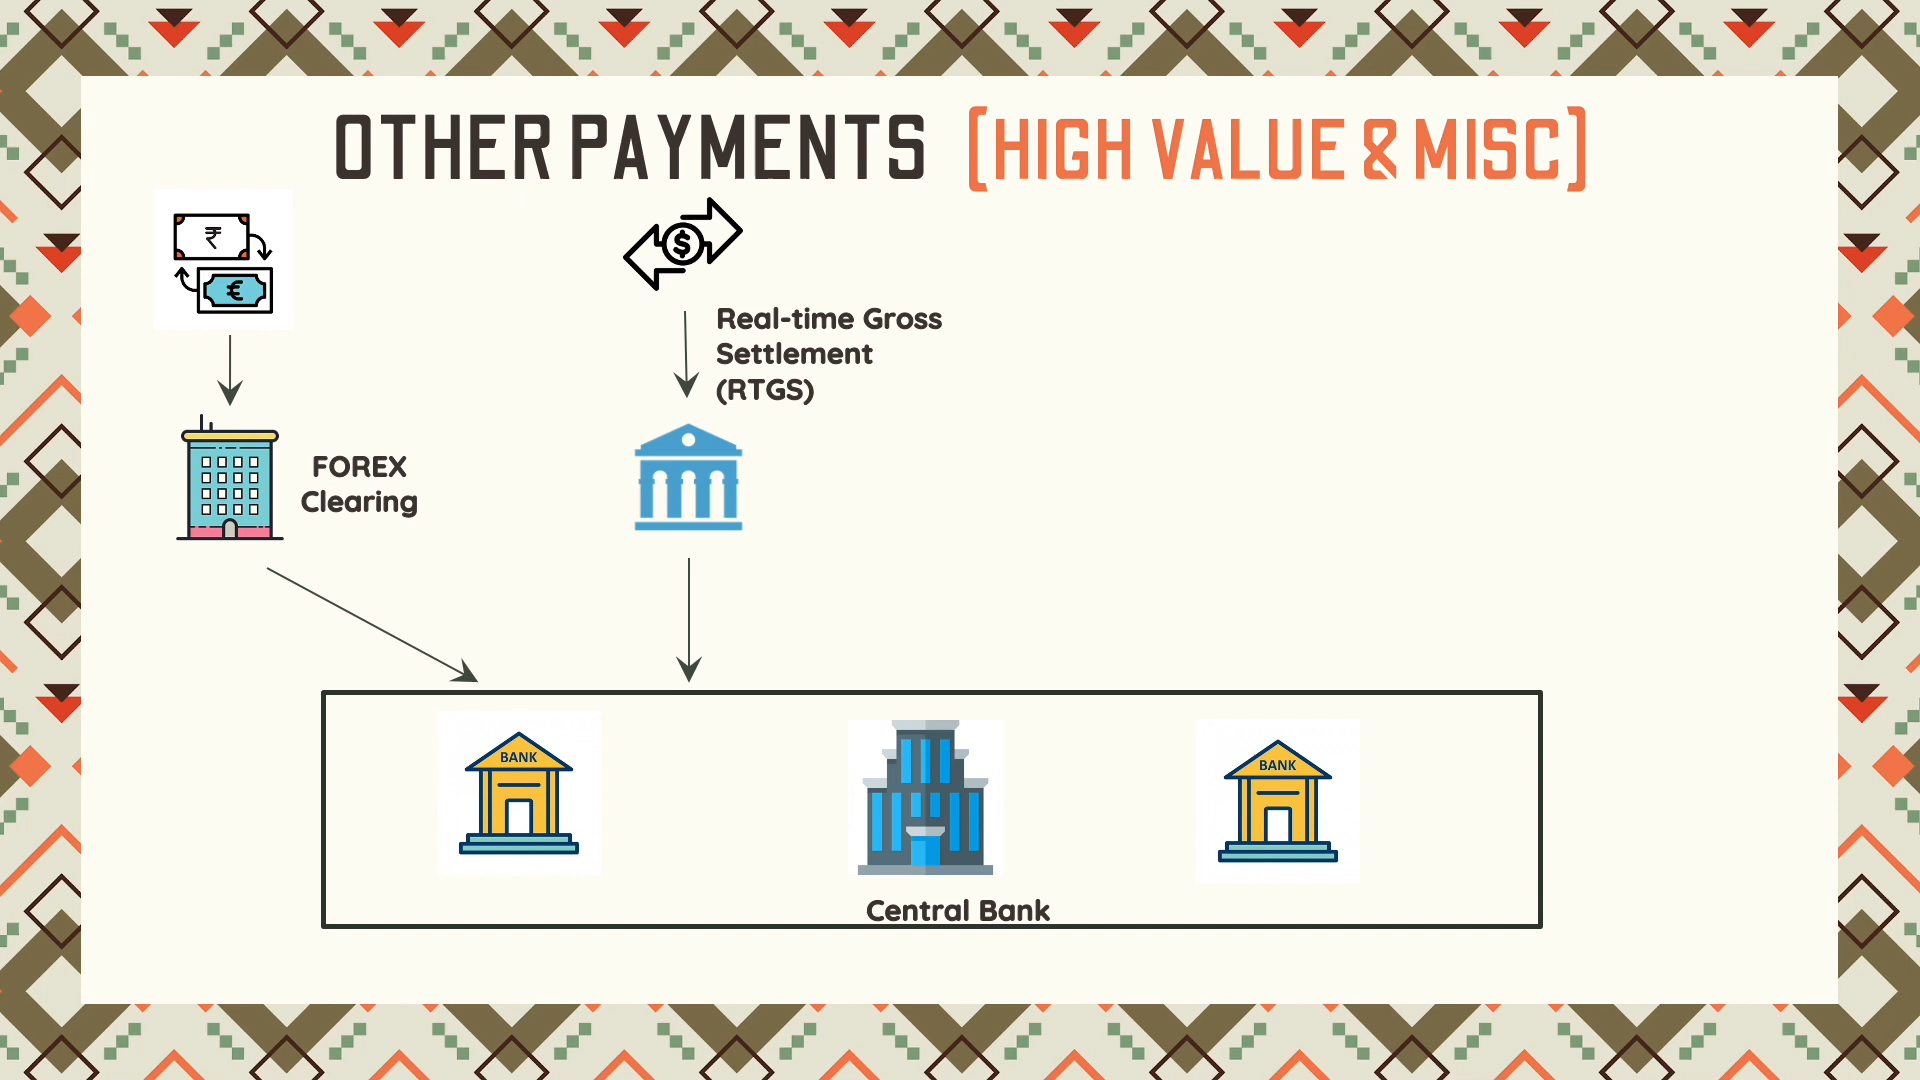 OTHER PAYMENTS (HIGH VALUE & MISC)
₹
€
$
Real-time Gross
Settlement
(RTGS)
FOREX
Clearing
BANK
BANK
Central Bank